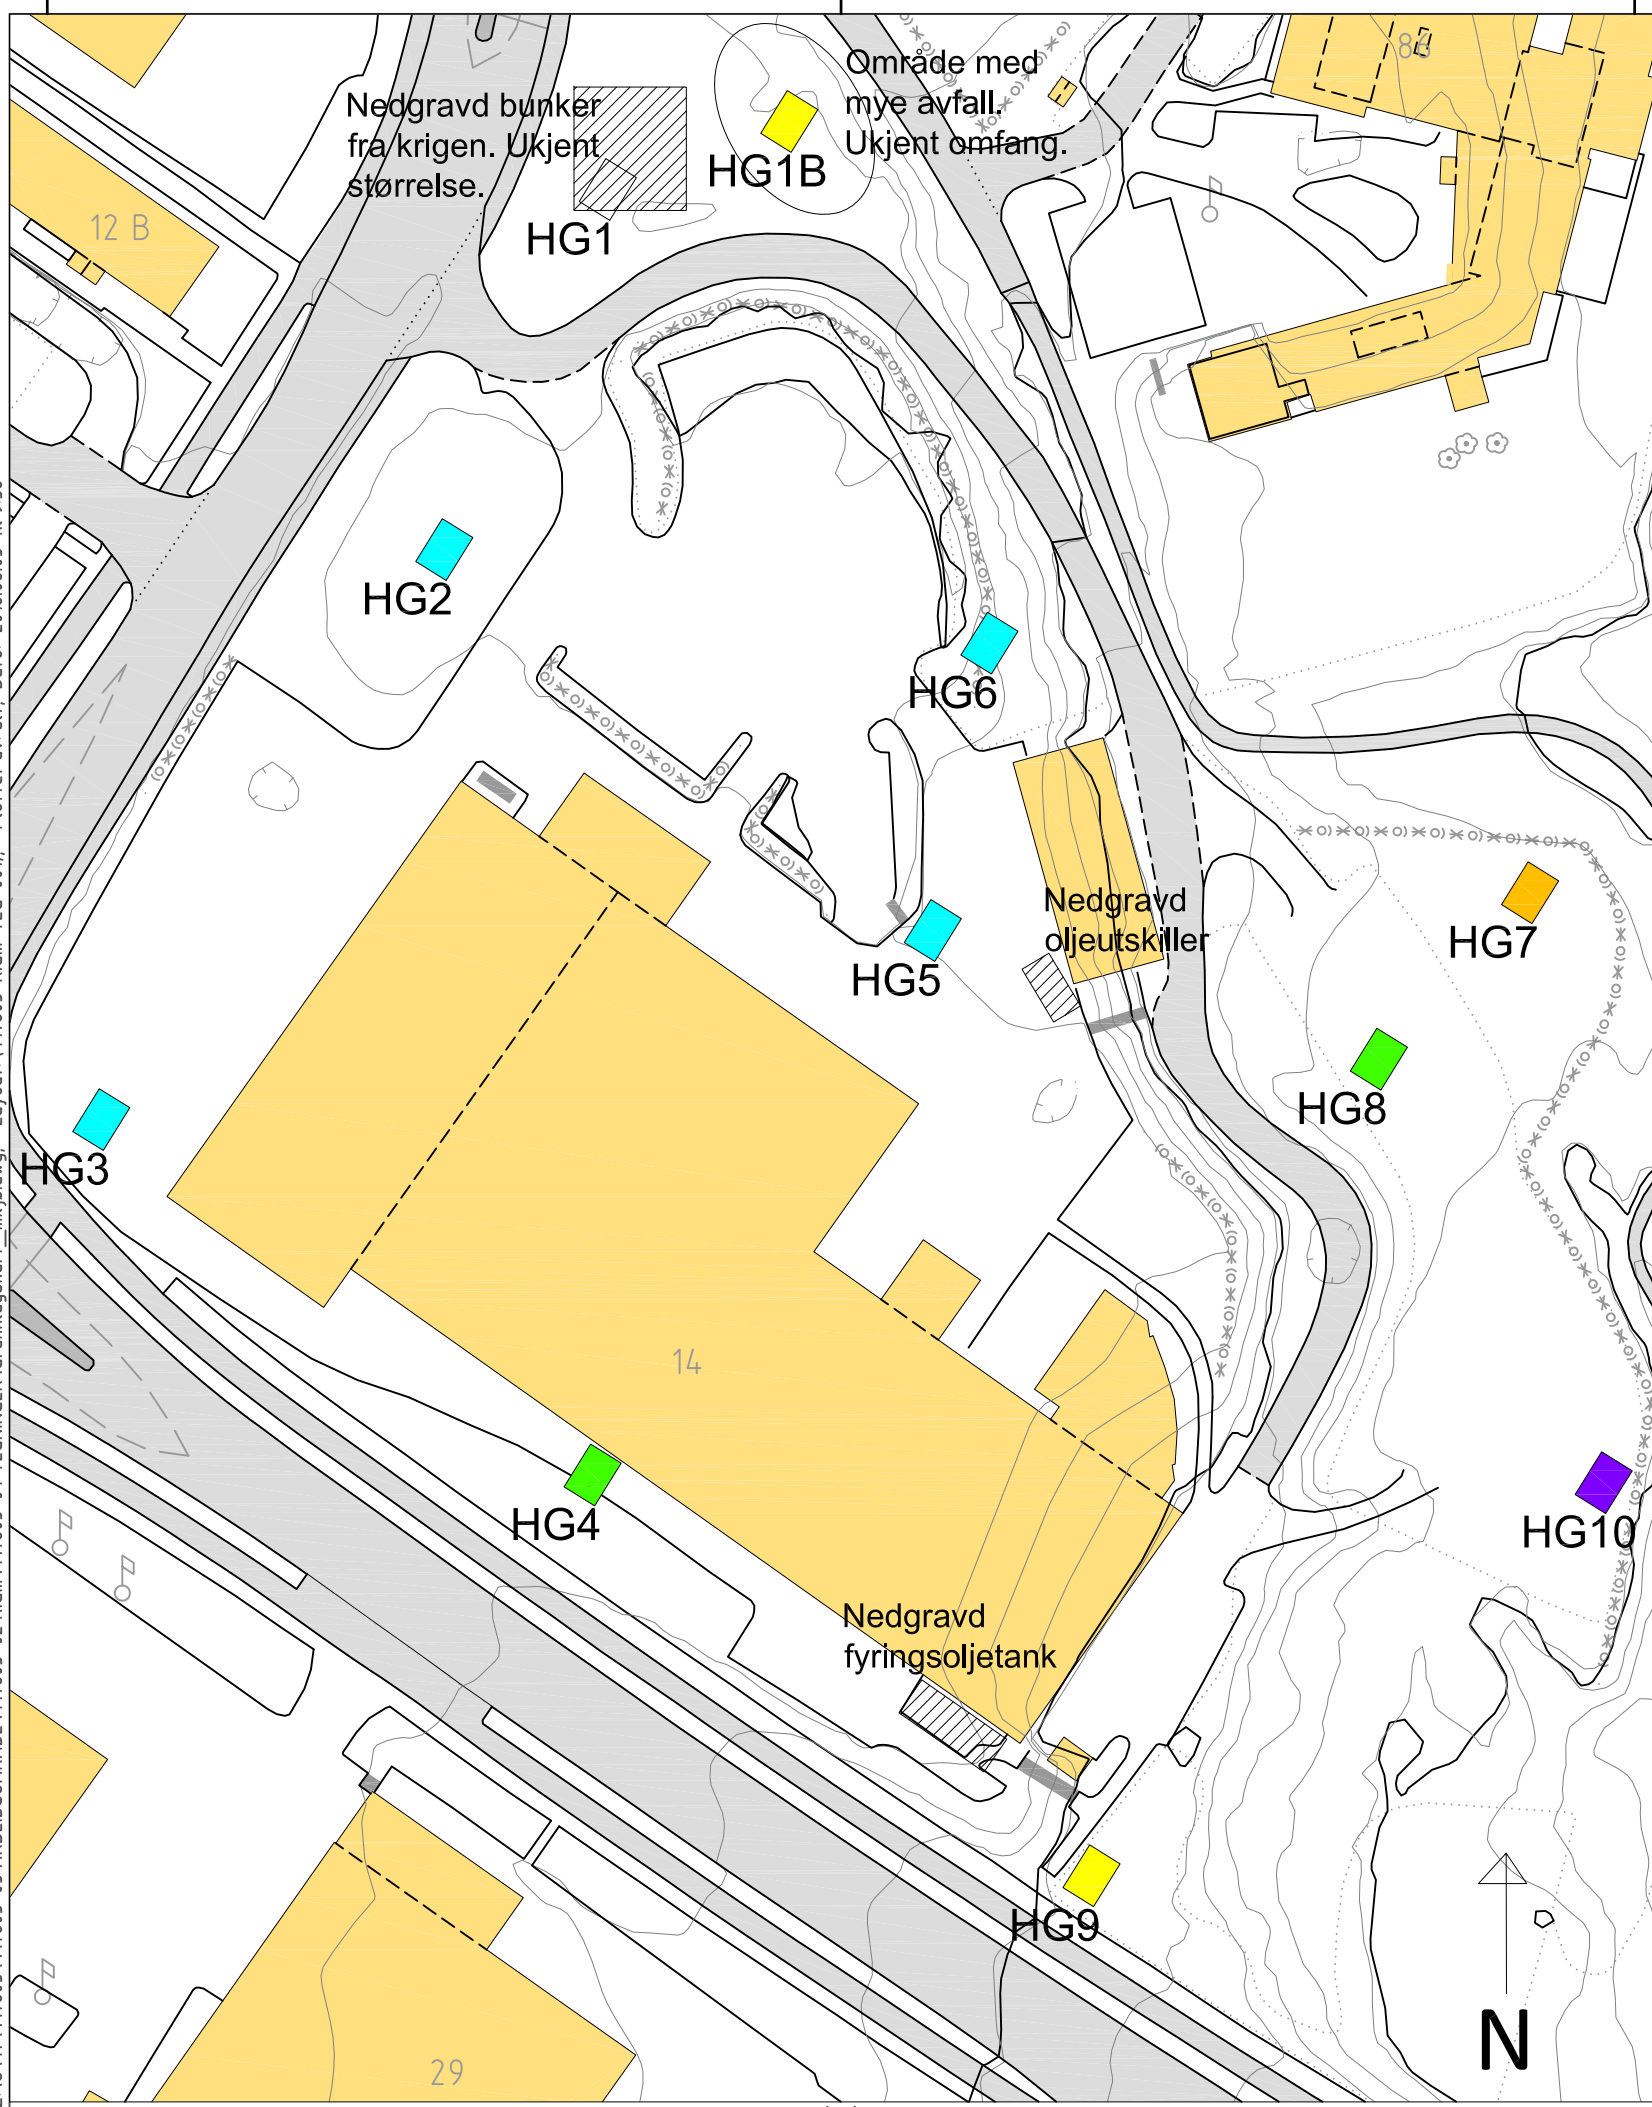 86
Område med
mye avfall.
Ukjent omfang.
Nedgravd bunker
fra krigen. Ukjent
størrelse.
HG1B
12 B
HG1
HG2
HG6
Nedgravd
oljeutskiller
HG7
HG5
HG8
HG3
14
HG4
HG10
Nedgravd
fyringsoljetank
HG9
N
29